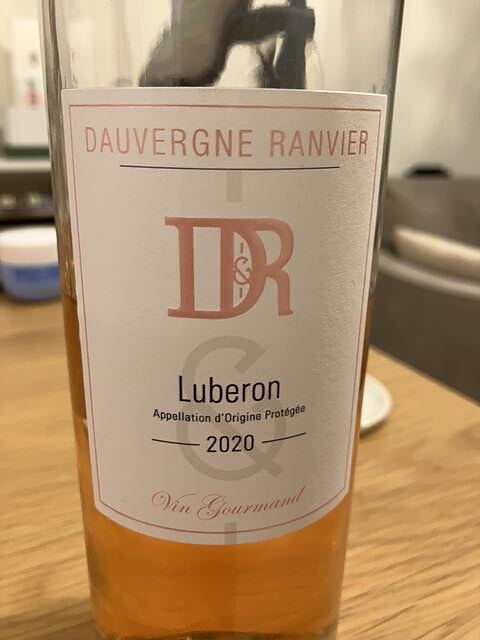 DAUVERGNE RANVIER
D&R
Luberon
Appellation d'Origine Protégée
2020
Vin Gourmand